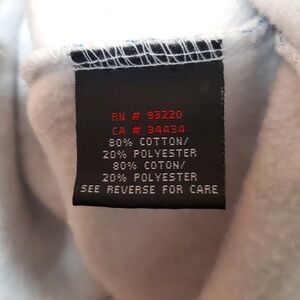 RN # 93220
CA # 34434
80% COTTON/
20% POLYESTER
80% COTON/
20% POLYESTER
SEE REVERSE FOR CARE